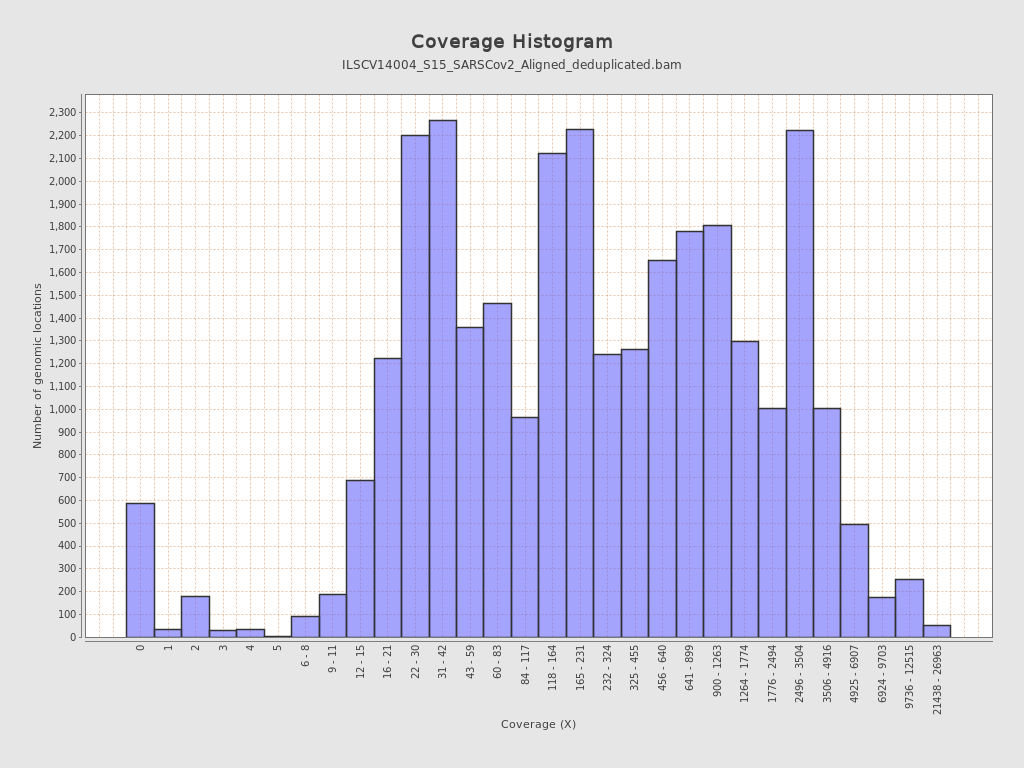 Coverage Histogram
ILSCV14004_S15_SARSCov2_Aligned_deduplicated.bam
Number of genomic locations
2,300
2,200
2,100
2,000
1,900
1,800
1,700
1,600
1,500
1,400
1,300
1,200
1,100
1,000
900
800
700
600
500
400
300
200
100
0
0
1
2
3
4
5
6 - 8
9 - 11
12 - 15
16 - 21
22 - 30
31 - 42
43 - 59
60 - 83
84 - 117
118 - 164
165 - 231
232 - 324
325 - 455
456 - 640
641 - 899
900 - 1263
1264 - 1774
1776 - 2494
2496 - 3504
3506 - 4916
4925 - 6907
6924 - 9703
9736 - 12515
21438 - 26963
Coverage (X)